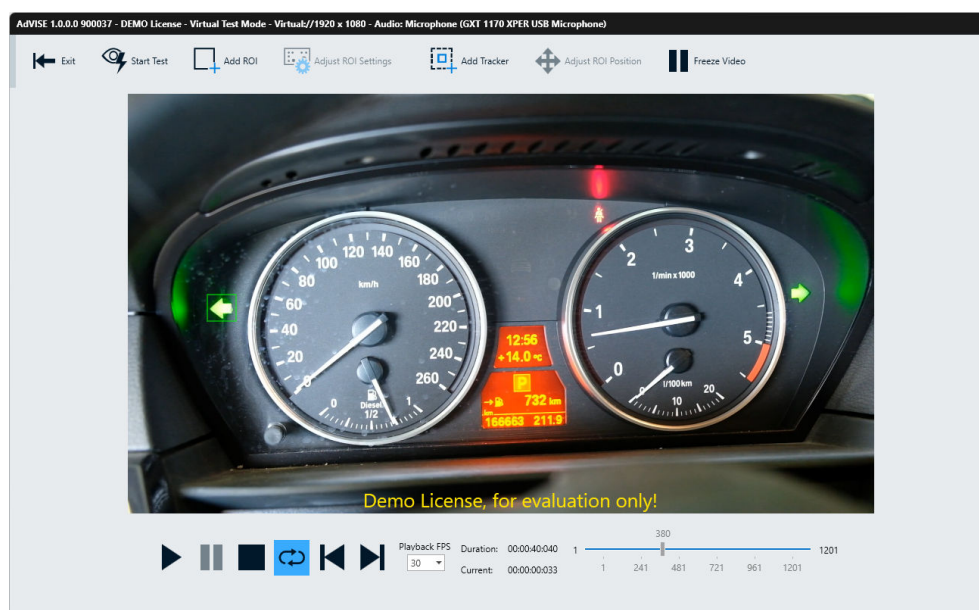 AdVISE 1.0.0.0 900037 - DEMO License - Virtual Test Mode - Virtual://1920 x 1080 - Audio: Microphone (GXT 1170 XPER USB Microphone)
Exit Start Test Add ROI Adjust ROI Settings Add Tracker Adjust ROI Position Freeze Video
0 20 40 60 80 100 120 140 160 180 200 220 240 260
km/h
0 1/2 1
Diesel
12:56
+14.0 °C
P
732 km
km
166663 211.9
0 1 2 3 4 5
1/min x 1000
0 10 20
l/100km
Demo License, for evaluation only!
Playback FPS
30
Duration: 00:00:40:040
Current: 00:00:00:033
380
1 1201
1 241 481 721 961 1201